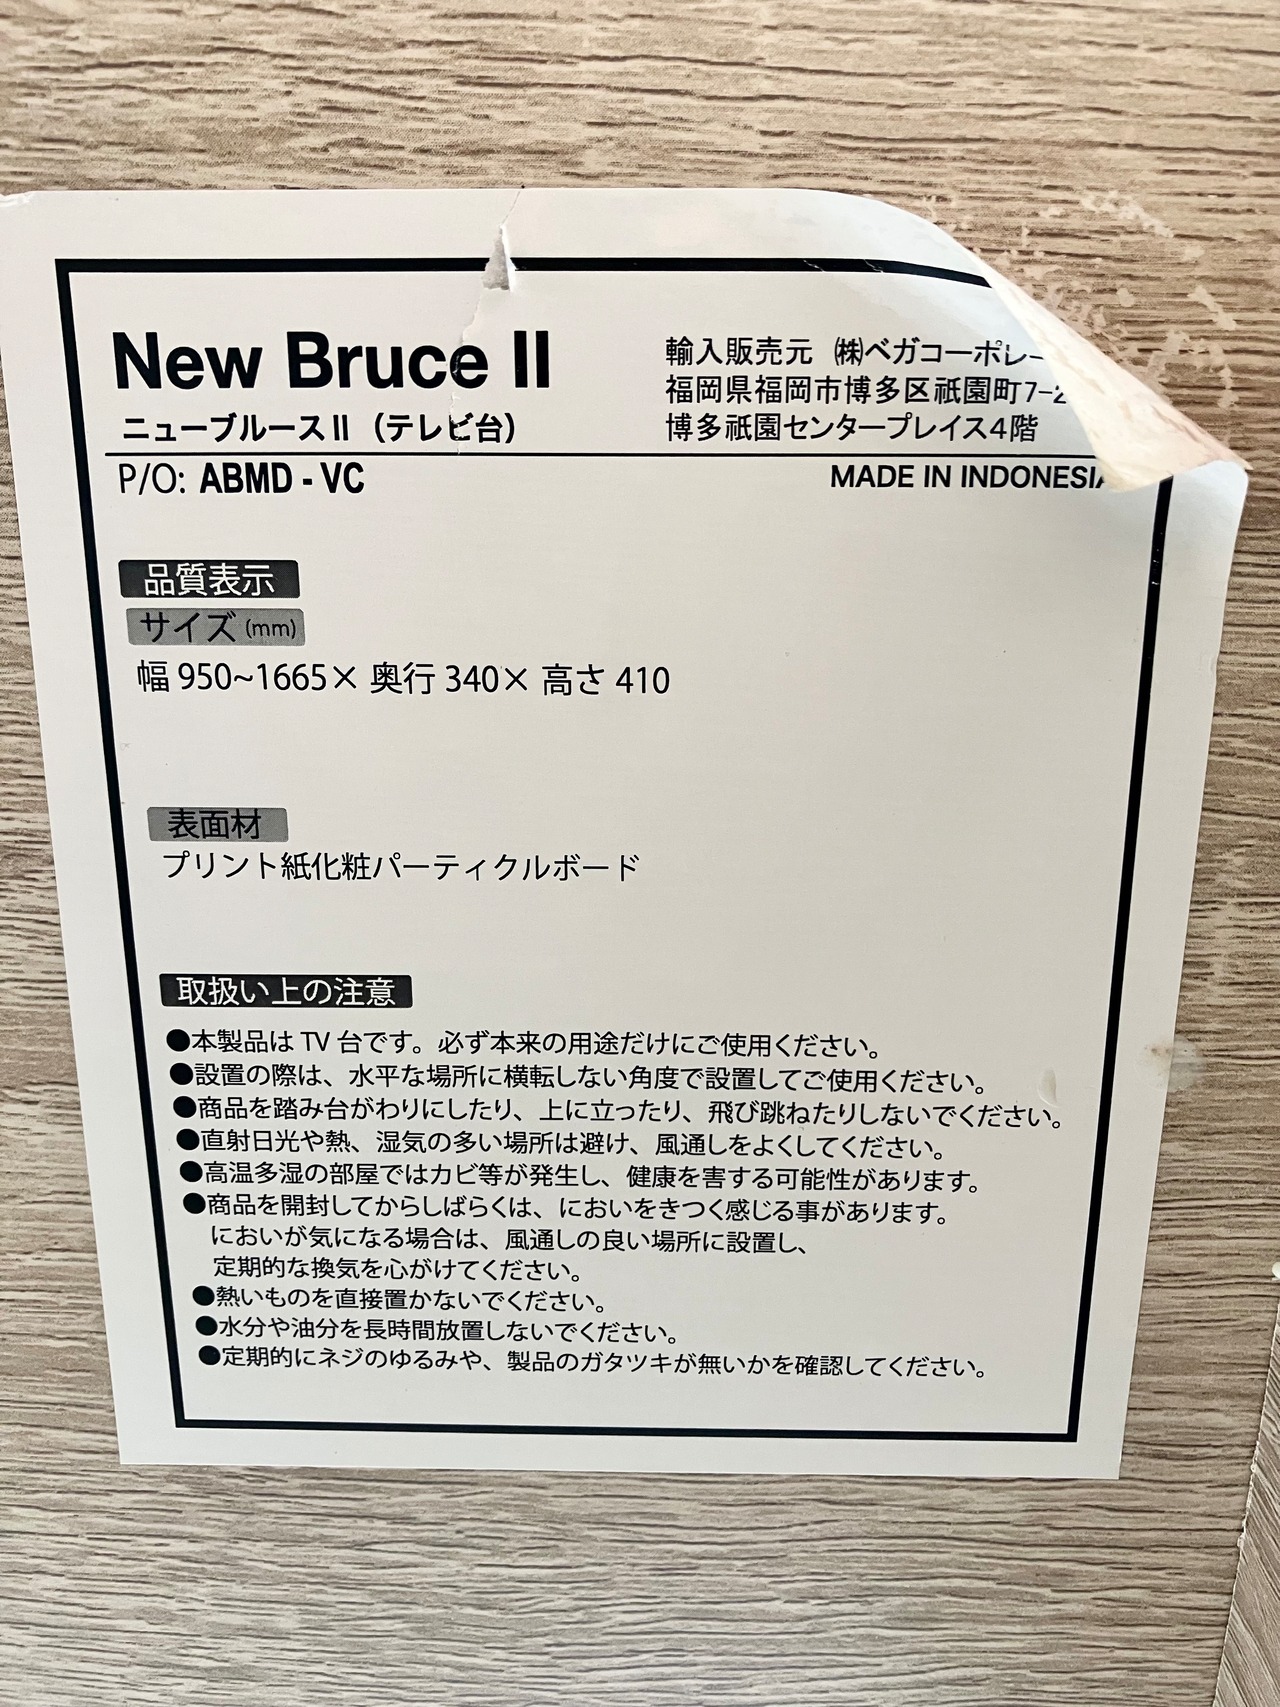 New Bruce II
ニューブルースⅡ（テレビ台）
輸入販売元 ㈱ベガコーポレー
福岡県福岡市博多区祇園町7-2
博多祇園センタープレイス4階
P/O: ABMD - VC
MADE IN INDONESIA
品質表示
サイズ(mm)
幅 950~1665× 奥行 340× 高さ 410
表面材
プリント紙化粧パーティクルボード
取扱い上の注意
●本製品は TV 台です。必ず本来の用途だけにご使用ください。
●設置の際は、水平な場所に横転しない角度で設置してご使用ください。
●商品を踏み台がわりにしたり、上に立ったり、飛び跳ねたりしないでください。
●直射日光や熱、湿気の多い場所は避け、風通しをよくしてください。
●高温多湿の部屋ではカビ等が発生し、健康を害する可能性があります。
●商品を開封してからしばらくは、においをきつく感じる事があります。
においが気になる場合は、風通しの良い場所に設置し、
定期的な換気を心がけてください。
●熱いものを直接置かないでください。
●水分や油分を長時間放置しないでください。
●定期的にネジのゆるみや、製品のガタツキが無いかを確認してください。